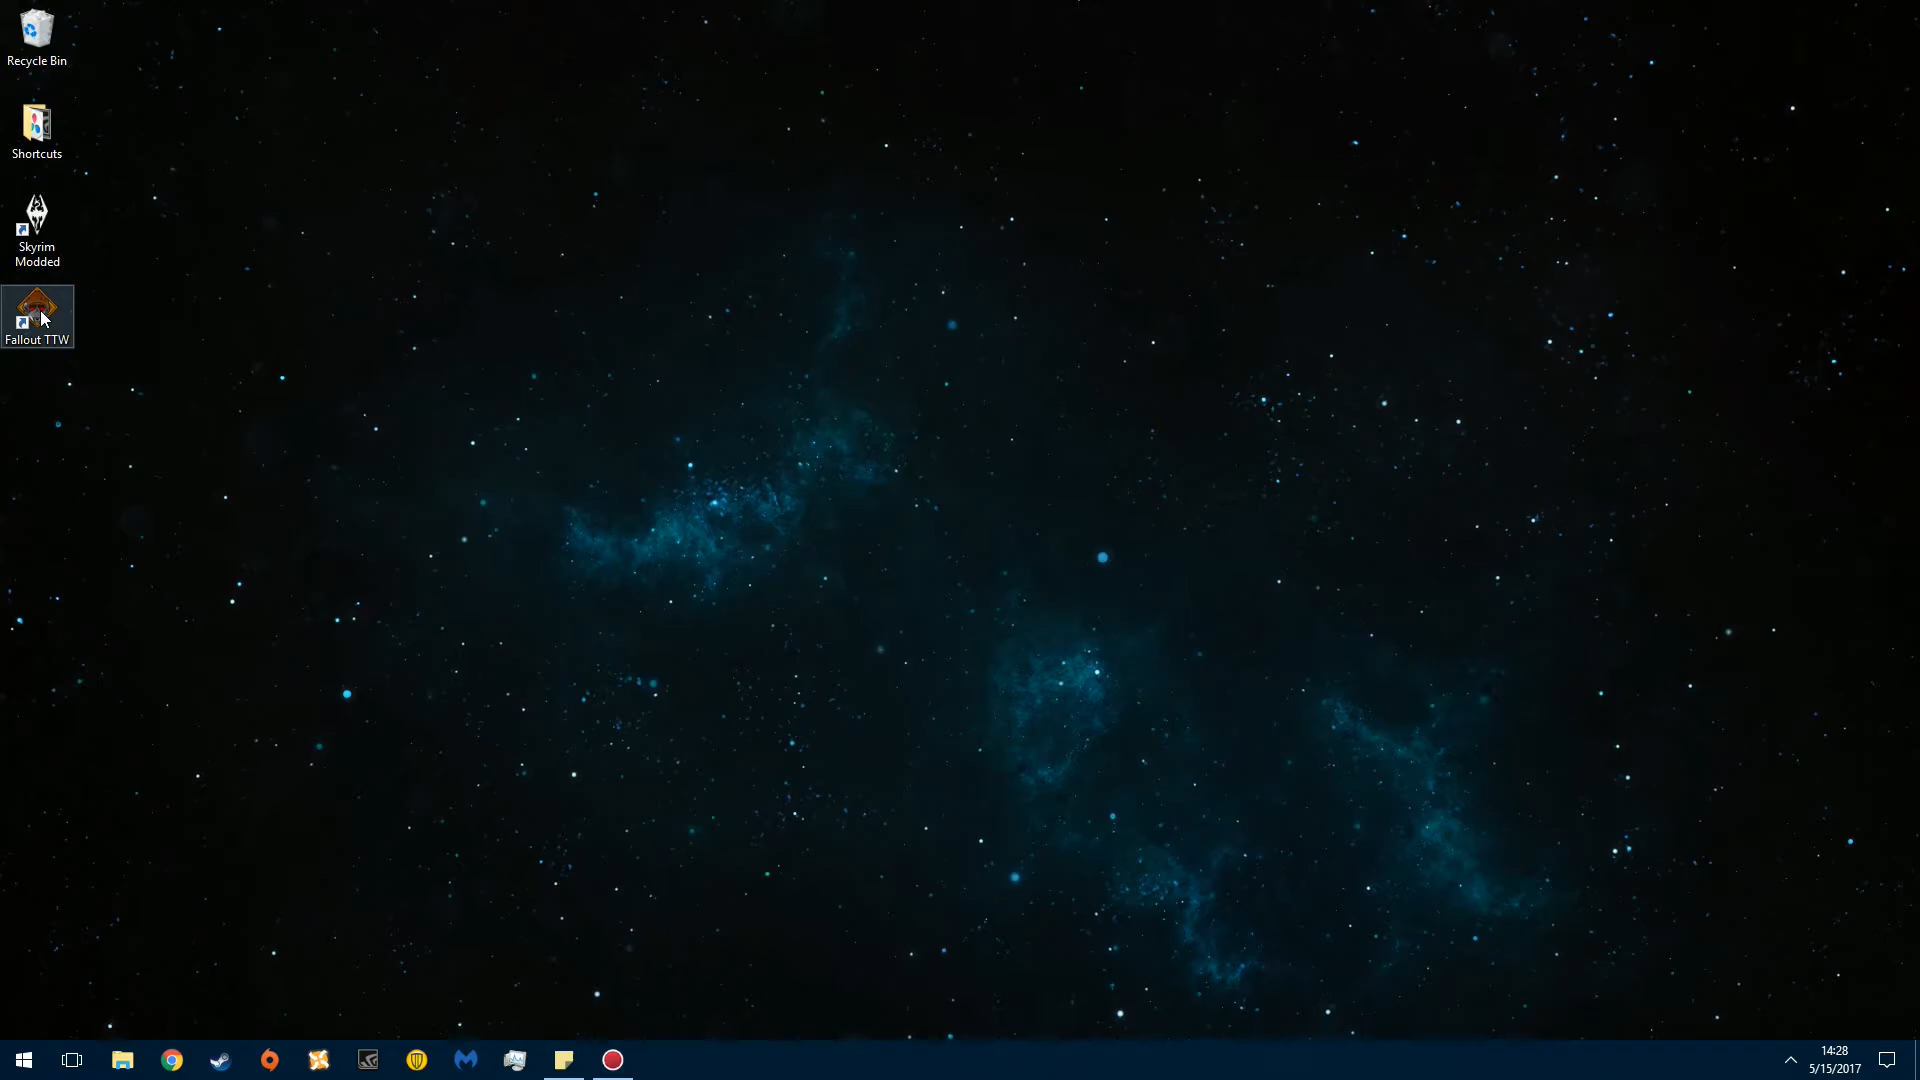 Recycle Bin
Shortcuts
Skyrim
Modded
Fallout TTW
14:28
5/15/2017